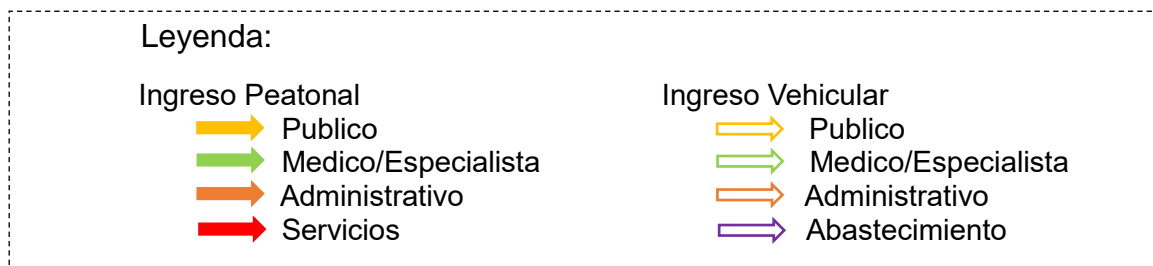 Leyenda:
Ingreso Peatonal
Publico
Medico/Especialista
Administrativo
Servicios
Ingreso Vehicular
Publico
Medico/Especialista
Administrativo
Abastecimiento